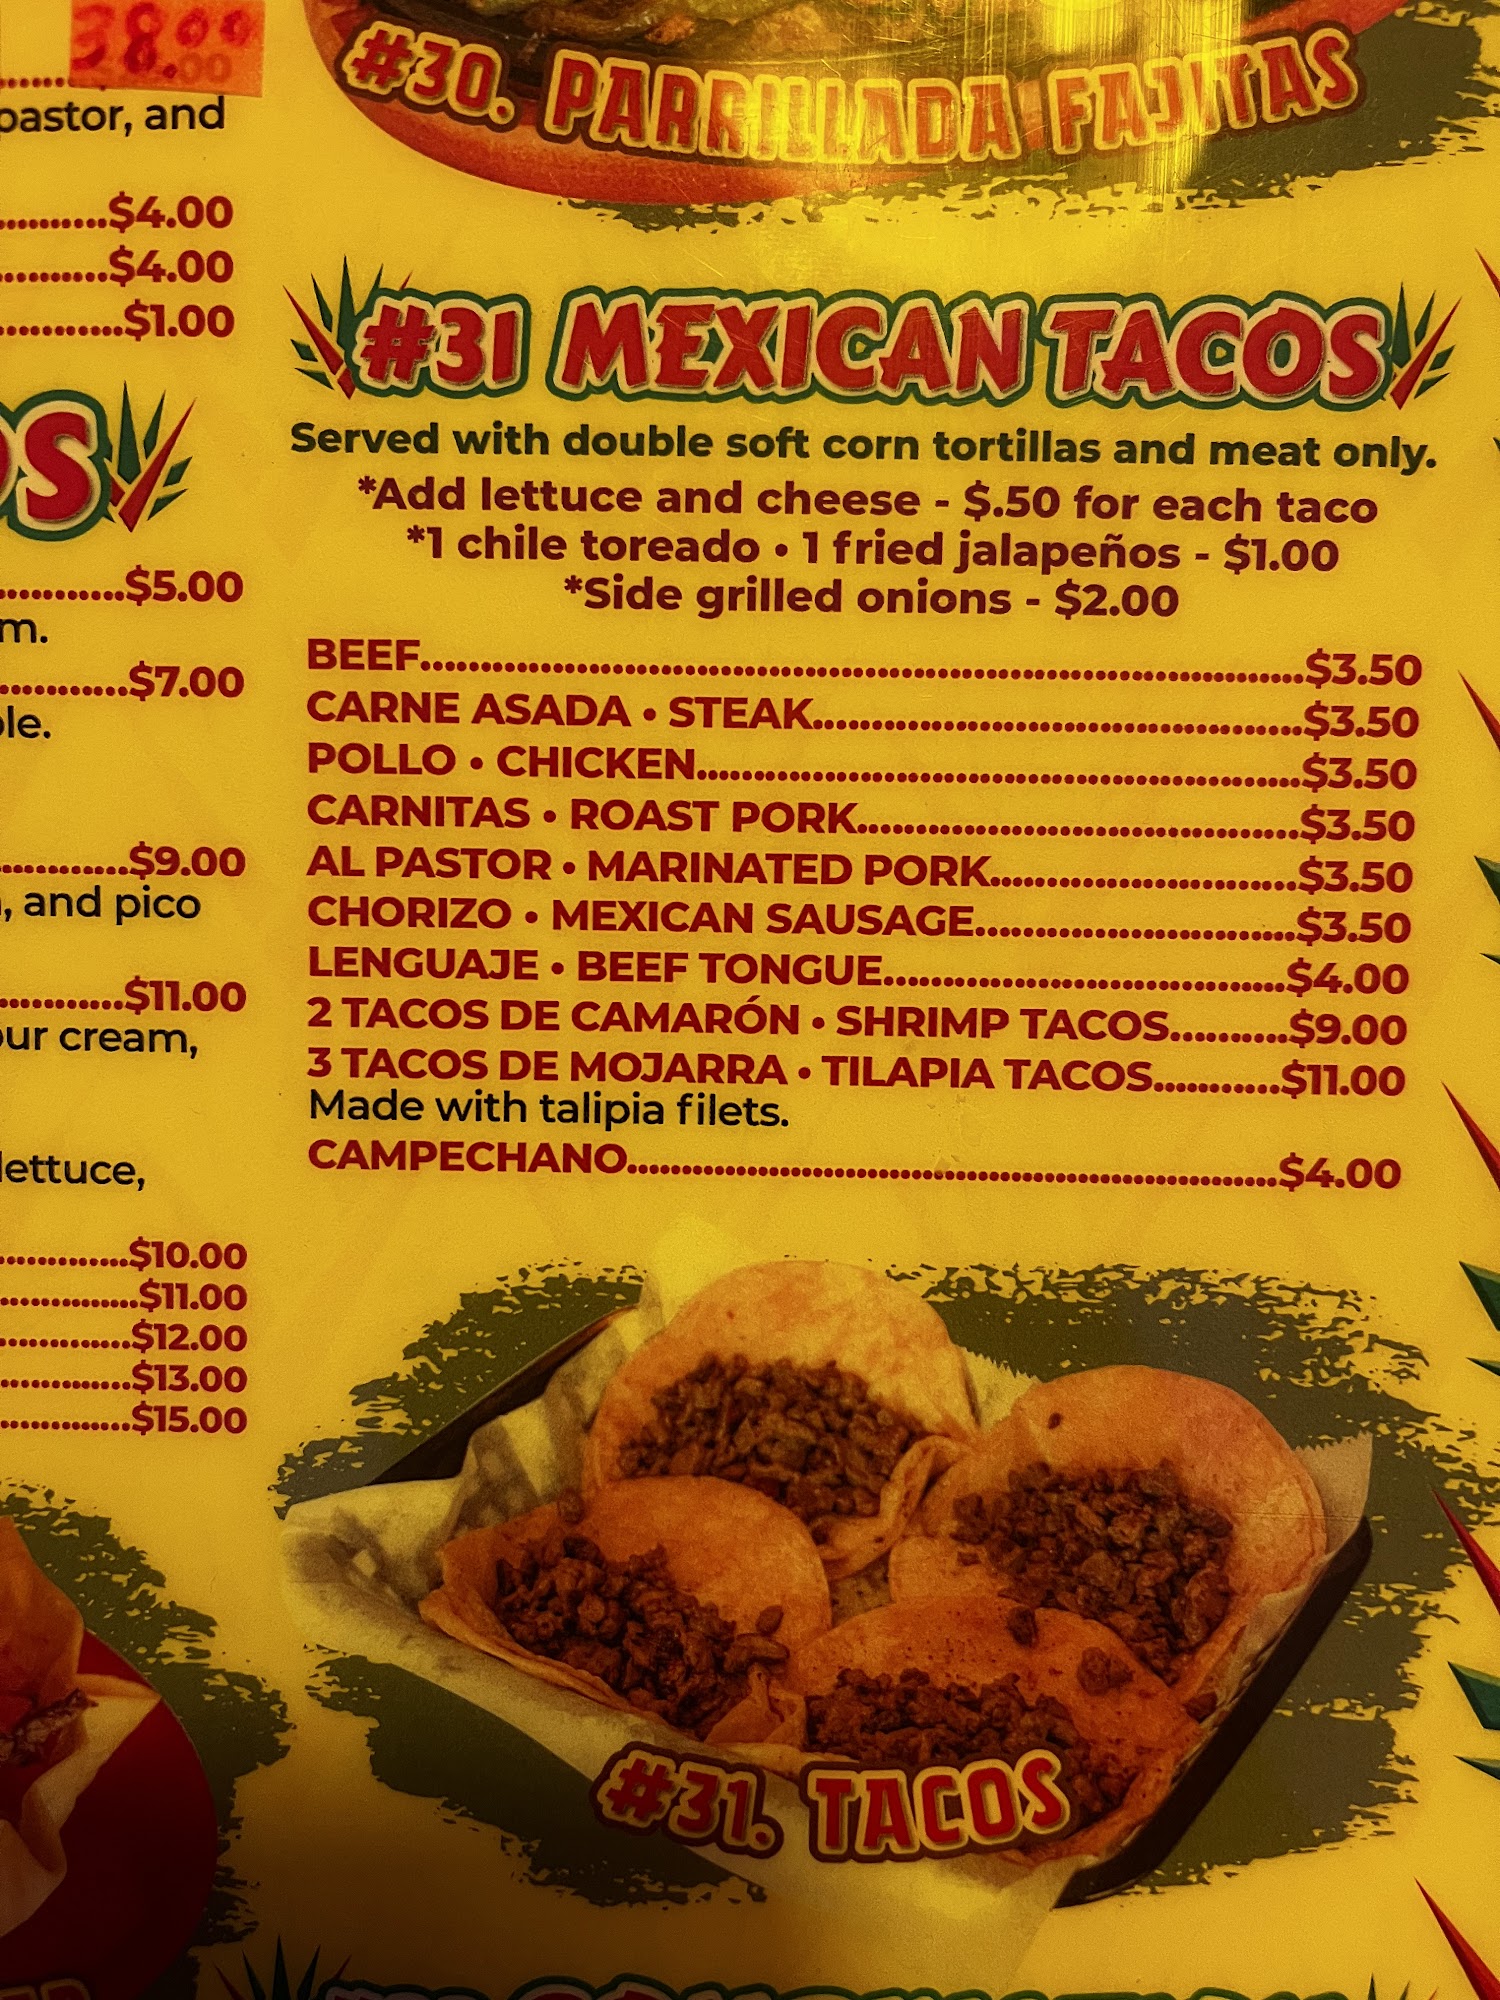 38.00
pastor, and
$4.00
$4.00
$1.00
OS
$5.00
m.
$7.00
ole.
$9.00
, and pico
$11.00
our cream,
lettuce,
$10.00
$11.00
$12.00
$13.00
$15.00
#30. PARRILLADA FAJITAS
#31 MEXICAN TACOS
Served with double soft corn tortillas and meat only.
*Add lettuce and cheese - $.50 for each taco
*1 chile toreado • 1 fried jalapeños - $1.00
*Side grilled onions - $2.00
BEEF....$3.50
CARNE ASADA • STEAK....$3.50
POLLO • CHICKEN....$3.50
CARNITAS • ROAST PORK....$3.50
AL PASTOR • MARINATED PORK....$3.50
CHORIZO • MEXICAN SAUSAGE....$3.50
LENGUAJE • BEEF TONGUE....$4.00
2 TACOS DE CAMARÓN • SHRIMP TACOS....$9.00
3 TACOS DE MOJARRA • TILAPIA TACOS....$11.00
Made with talipia filets.
CAMPECHANO....$4.00
#31. TACOS